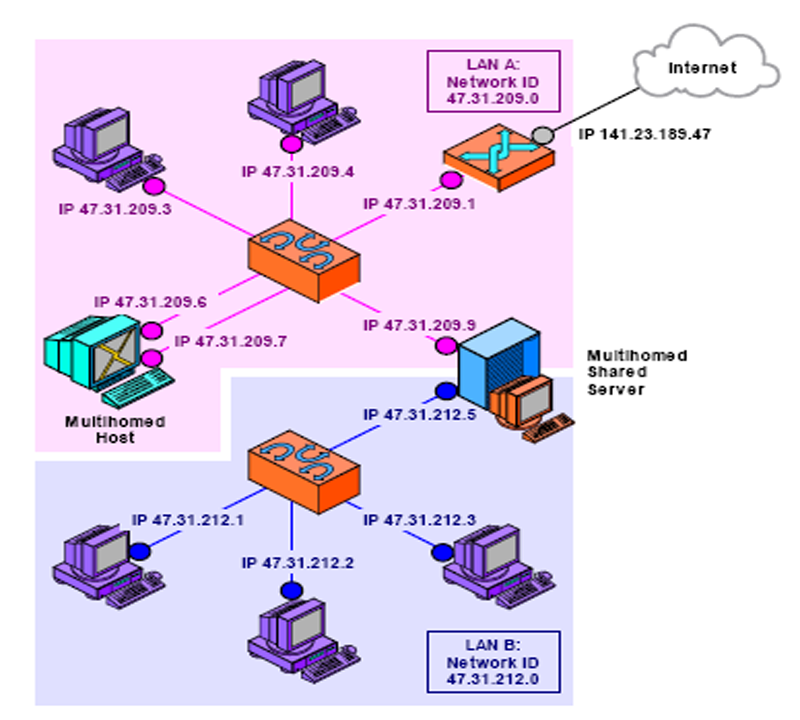 LAN A:
Network ID
47.31.209.0
Internet
IP 141.23.189.47
IP 47.31.209.4
IP 47.31.209.3
IP 47.31.209.1
IP 47.31.209.6
IP 47.31.209.7
IP 47.31.209.9
Multihomed
Host
Multihomed
Shared
Server
IP 47.31.212.5
IP 47.31.212.1
IP 47.31.212.3
IP 47.31.212.2
LAN B:
Network ID
47.31.212.0